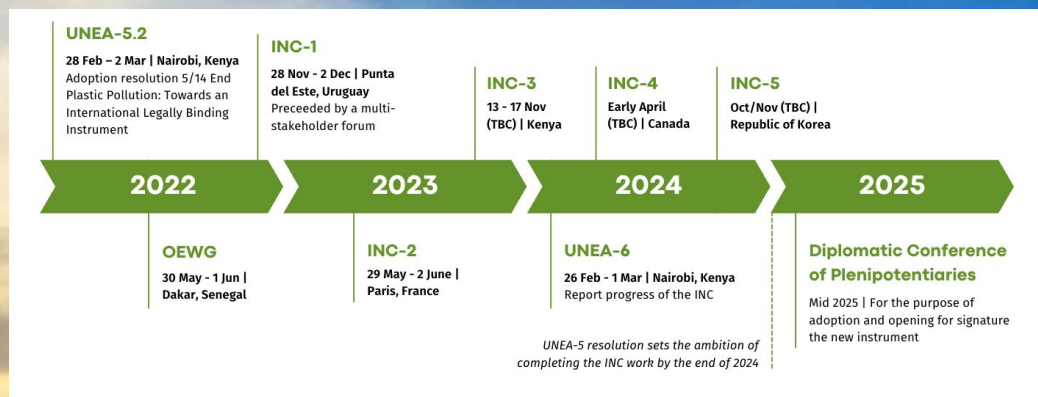 UNEA-5.2
28 Feb – 2 Mar | Nairobi, Kenya
Adoption resolution 5/14 End
Plastic Pollution: Towards an
International Legally Binding
Instrument
INC-1
28 Nov - 2 Dec | Punta
del Este, Uruguay
Preceeded by a multi-
stakeholder forum
INC-3
13 - 17 Nov
(TBC) | Kenya
INC-4
Early April
(TBC) | Canada
INC-5
Oct/Nov (TBC) |
Republic of Korea
2022
2023
2024
2025
OEWG
30 May - 1 Jun |
Dakar, Senegal
INC-2
29 May - 2 June |
Paris, France
UNEA-6
26 Feb - 1 Mar | Nairobi, Kenya
Report progress of the INC
Diplomatic Conference
of Plenipotentiaries
Mid 2025 | For the purpose of
adoption and opening for signature
the new instrument
UNEA-5 resolution sets the ambition of
completing the INC work by the end of 2024